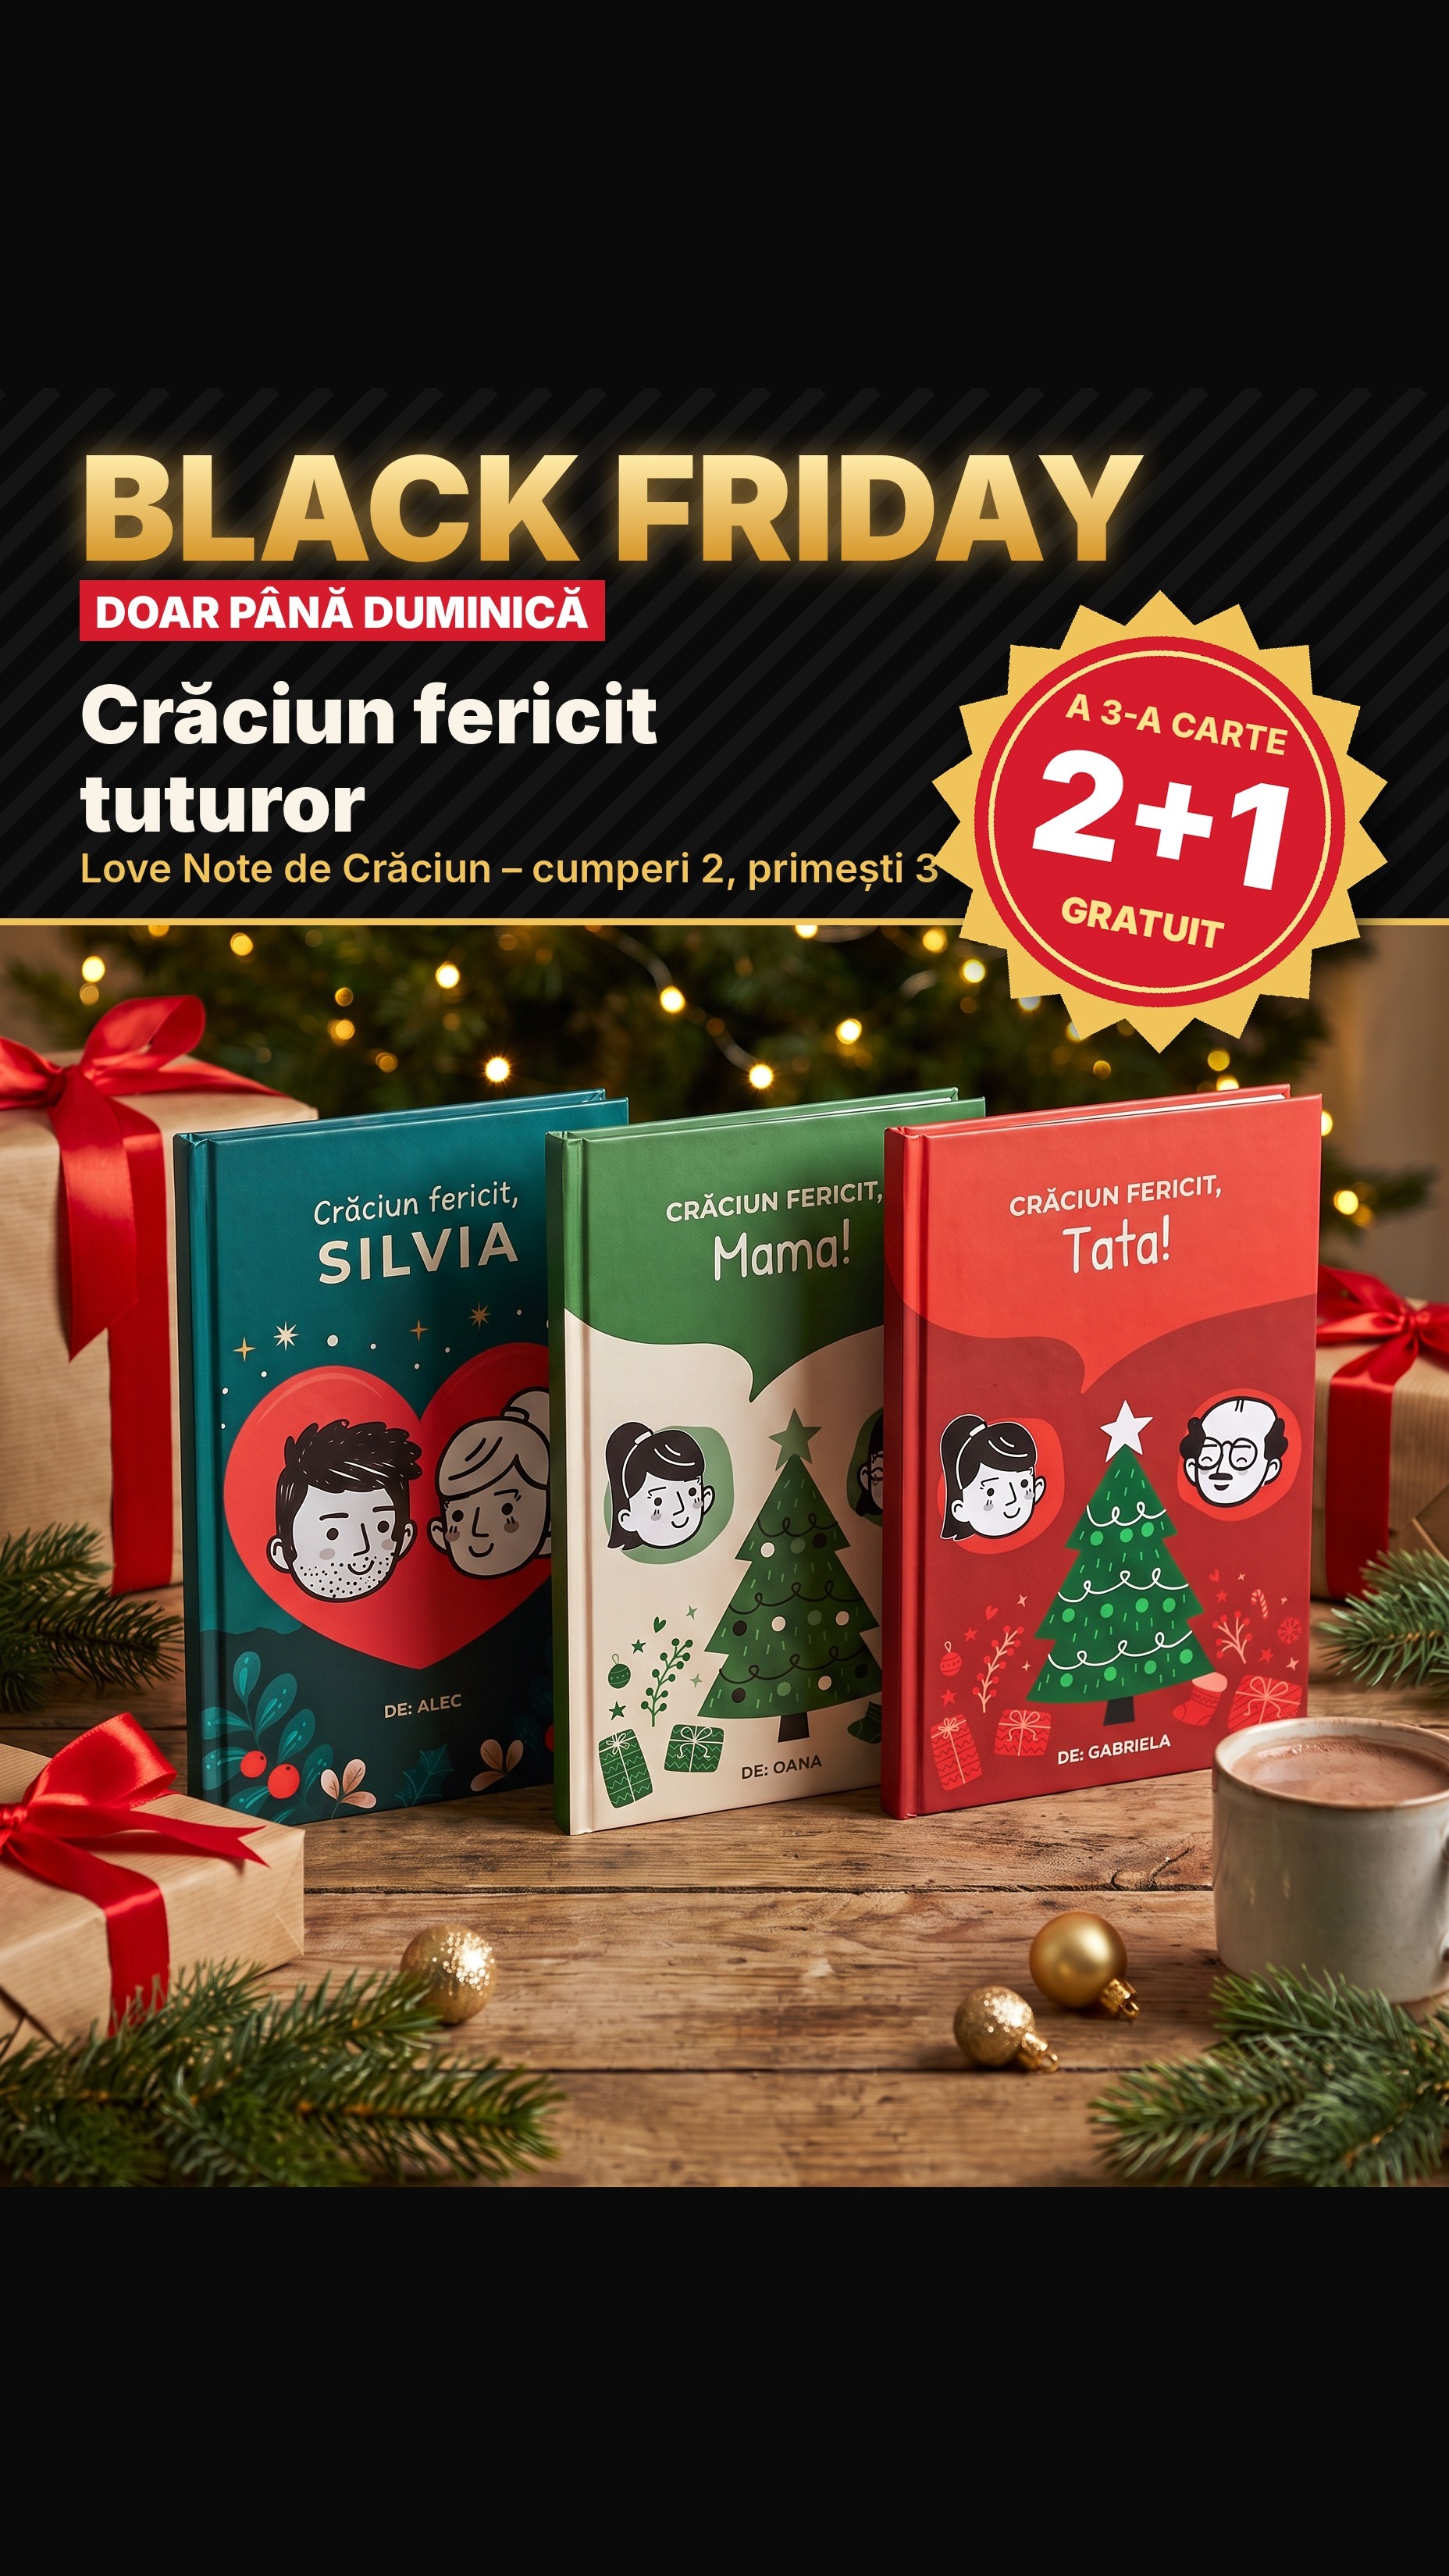 BLACK FRIDAY
DOAR PÂNĂ DUMINICĂ
Crăciun fericit
tuturor
Love Note de Crăciun – cumperi 2, primești 3
A 3-A CARTE
2+1
GRATUIT
Crăciun fericit,
SILVIA
DE: ALEC
CRĂCIUN FERICIT,
Mama!
DE: OANA
CRĂCIUN FERICIT,
Tata!
DE: GABRIELA